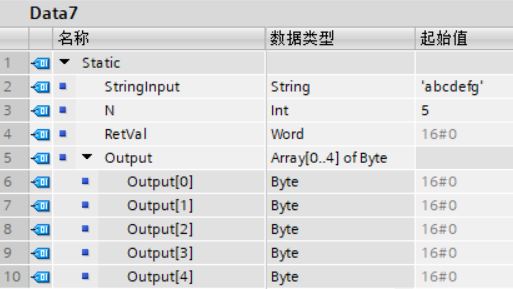 Data7
名称 数据类型 起始值
1 Static
2 StringInput String 'abcdefg'
3 N Int 5
4 RetVal Word 16#0
5 Output Array[0..4] of Byte
6 Output[0] Byte 16#0
7 Output[1] Byte 16#0
8 Output[2] Byte 16#0
9 Output[3] Byte 16#0
10 Output[4] Byte 16#0